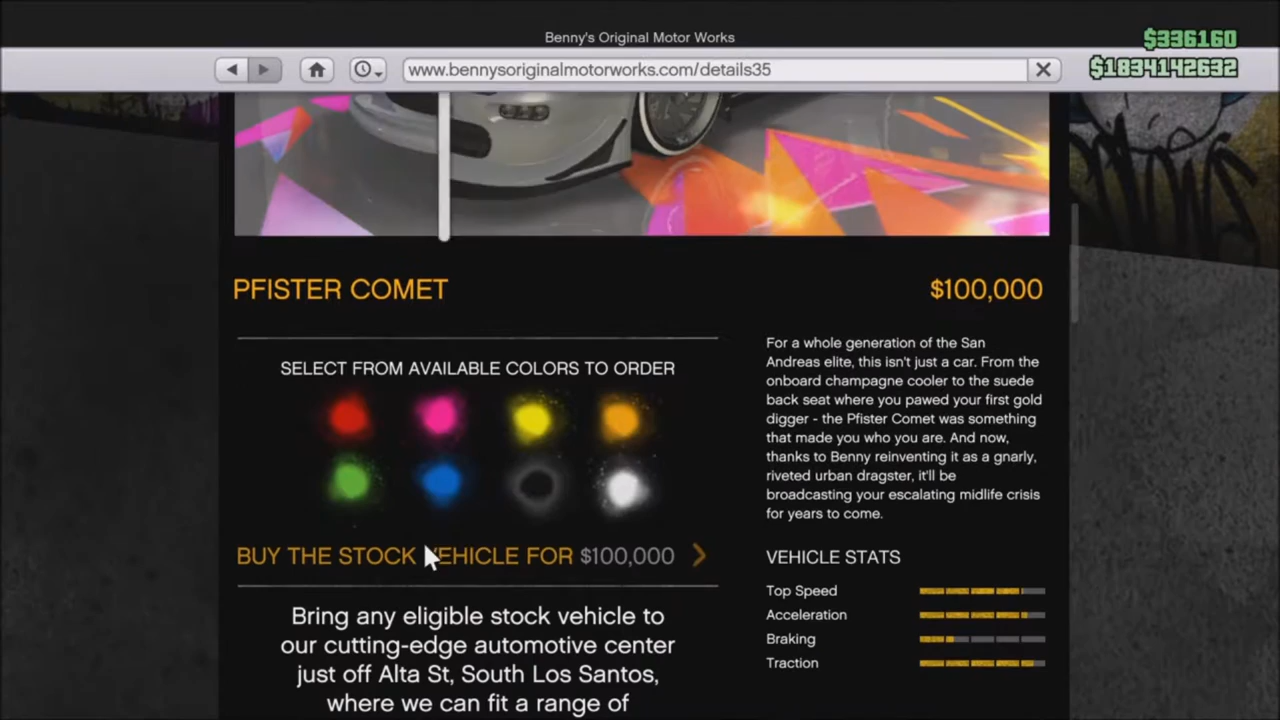 Benny's Original Motor Works
$336160
www.bennysoriginalmotorworks.com/details35
$1834142632
PFISTER COMET
$100,000
SELECT FROM AVAILABLE COLORS TO ORDER
BUY THE STOCK VEHICLE FOR $100,000
Bring any eligible stock vehicle to
our cutting-edge automotive center
just off Alta St, South Los Santos,
where we can fit a range of
For a whole generation of the San
Andreas elite, this isn't just a car. From the
onboard champagne cooler to the suede
back seat where you pawed your first gold
digger - the Pfister Comet was something
that made you who you are. And now,
thanks to Benny reinventing it as a gnarly,
riveted urban dragster, it'll be
broadcasting your escalating midlife crisis
for years to come.
VEHICLE STATS
Top Speed
Acceleration
Braking
Traction